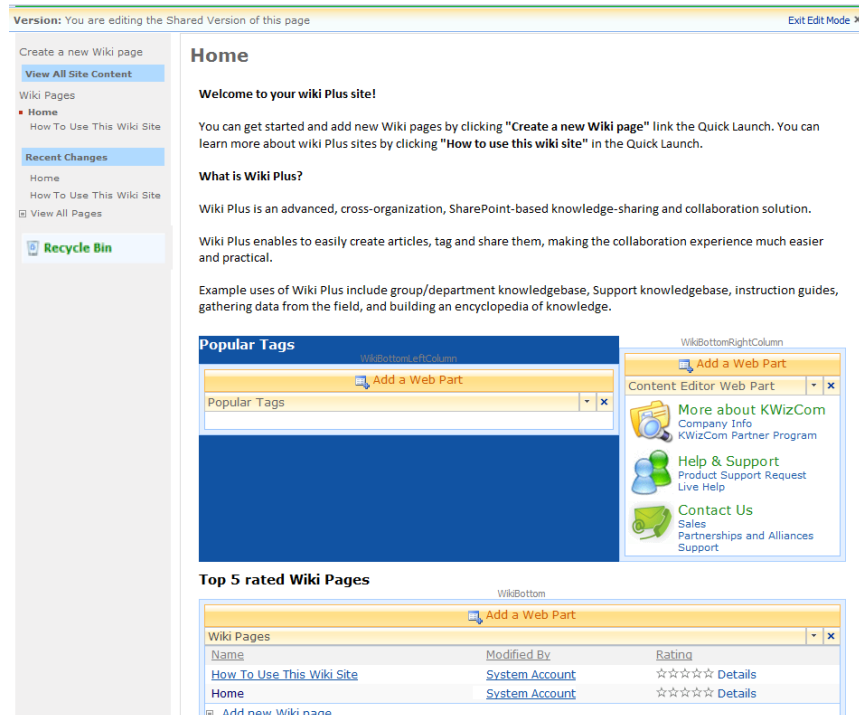 Version: You are editing the Shared Version of this page
Exit Edit Mode
Create a new Wiki page
View All Site Content
Wiki Pages
Home
How To Use This Wiki Site
Recent Changes
Home
How To Use This Wiki Site
View All Pages
Recycle Bin
Home
Welcome to your wiki Plus site!
You can get started and add new Wiki pages by clicking "Create a new Wiki page" link the Quick Launch. You can
learn more about wiki Plus sites by clicking "How to use this wiki site" in the Quick Launch.
What is Wiki Plus?
Wiki Plus is an advanced, cross-organization, SharePoint-based knowledge-sharing and collaboration solution.
Wiki Plus enables to easily create articles, tag and share them, making the collaboration experience much easier
and practical.
Example uses of Wiki Plus include group/department knowledgebase, Support knowledgebase, instruction guides,
gathering data from the field, and building an encyclopedia of knowledge.
Popular Tags
WikiBottomLeftColumn
Add a Web Part
Popular Tags
WikiBottomRightColumn
Add a Web Part
Content Editor Web Part
More about KWizCom
Company Info
KWizCom Partner Program
Help & Support
Product Support Request
Live Help
Contact Us
Sales
Partnerships and Alliances
Support
Top 5 rated Wiki Pages
WikiBottom
Add a Web Part
Wiki Pages
Name Modified By Rating
How To Use This Wiki Site System Account Details
Home System Account Details
Add new Wiki page